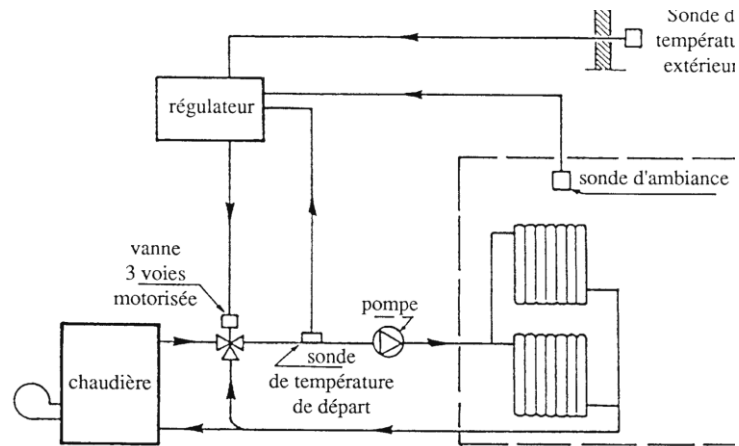 Sonde d
températu
extérieur
régulateur
sonde d'ambiance
vanne
3 voies
motorisée
pompe
sonde
de température
de départ
chaudière